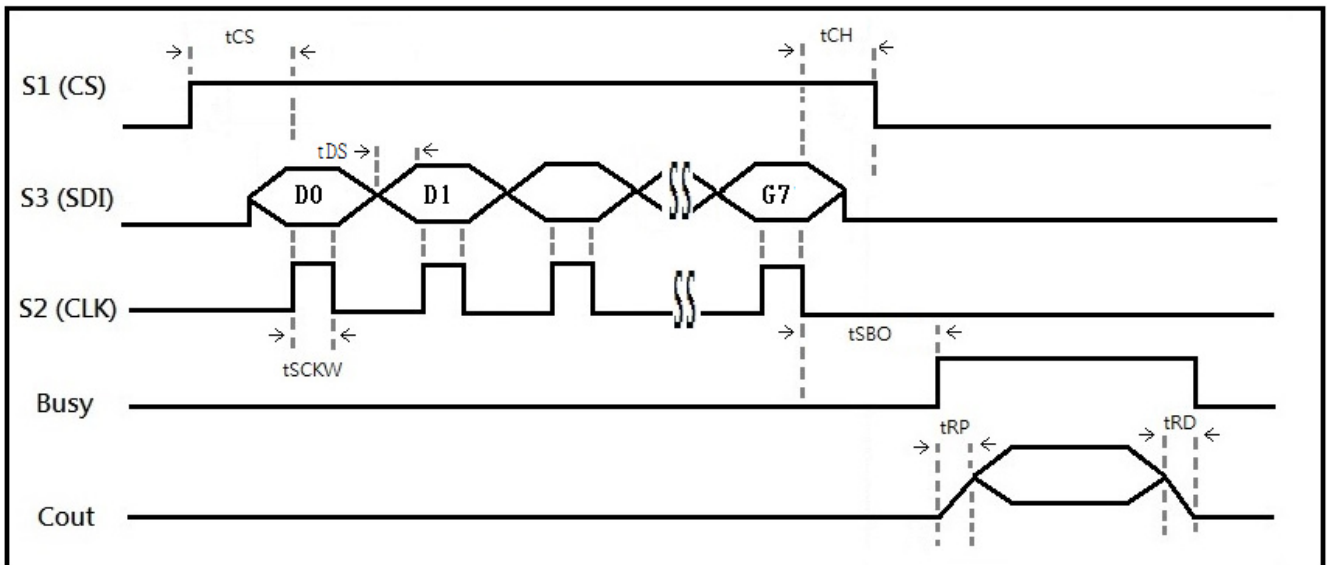 tCS
tCH
S1 (CS)
tDS
S3 (SDI)
D0
D1
G7
S2 (CLK)
tSCKW
tSBO
Busy
tRP
tRD
Cout